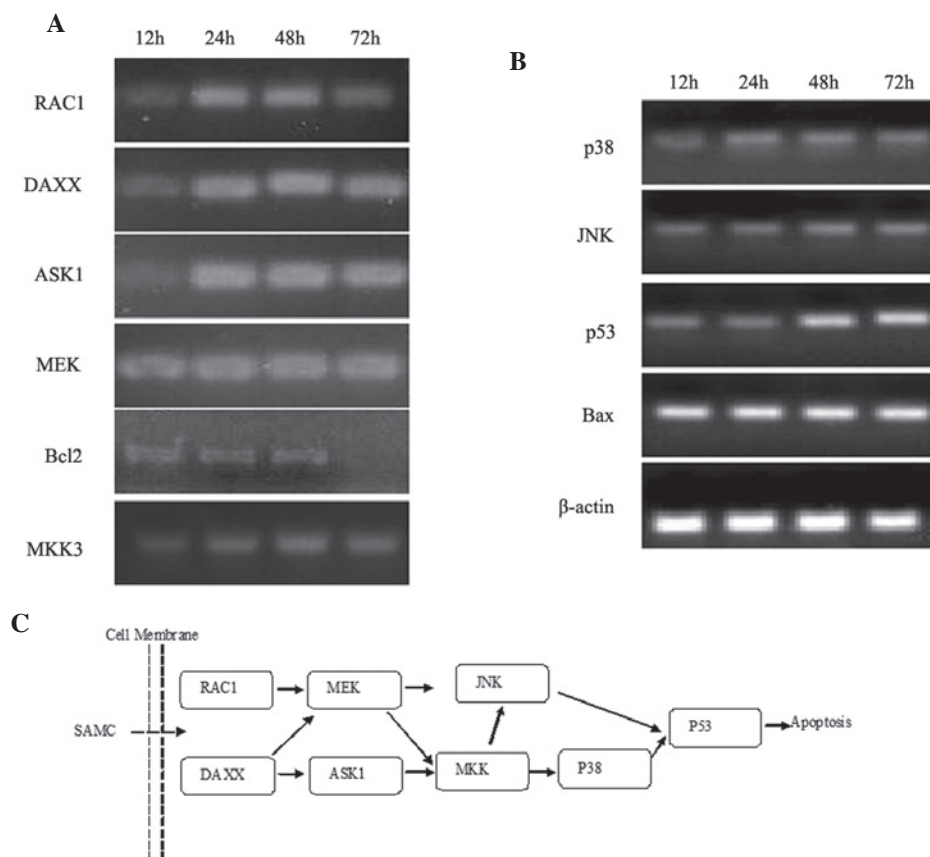 A
12h 24h 48h 72h
RAC1
DAXX
ASK1
MEK
Bcl2
MKK3
B
12h 24h 48h 72h
p38
JNK
p53
Bax
β-actin
C
Cell Membrane
RAC1 MEK JNK
SAMC P53 Apoptosis
DAXX ASK1 MKK P38